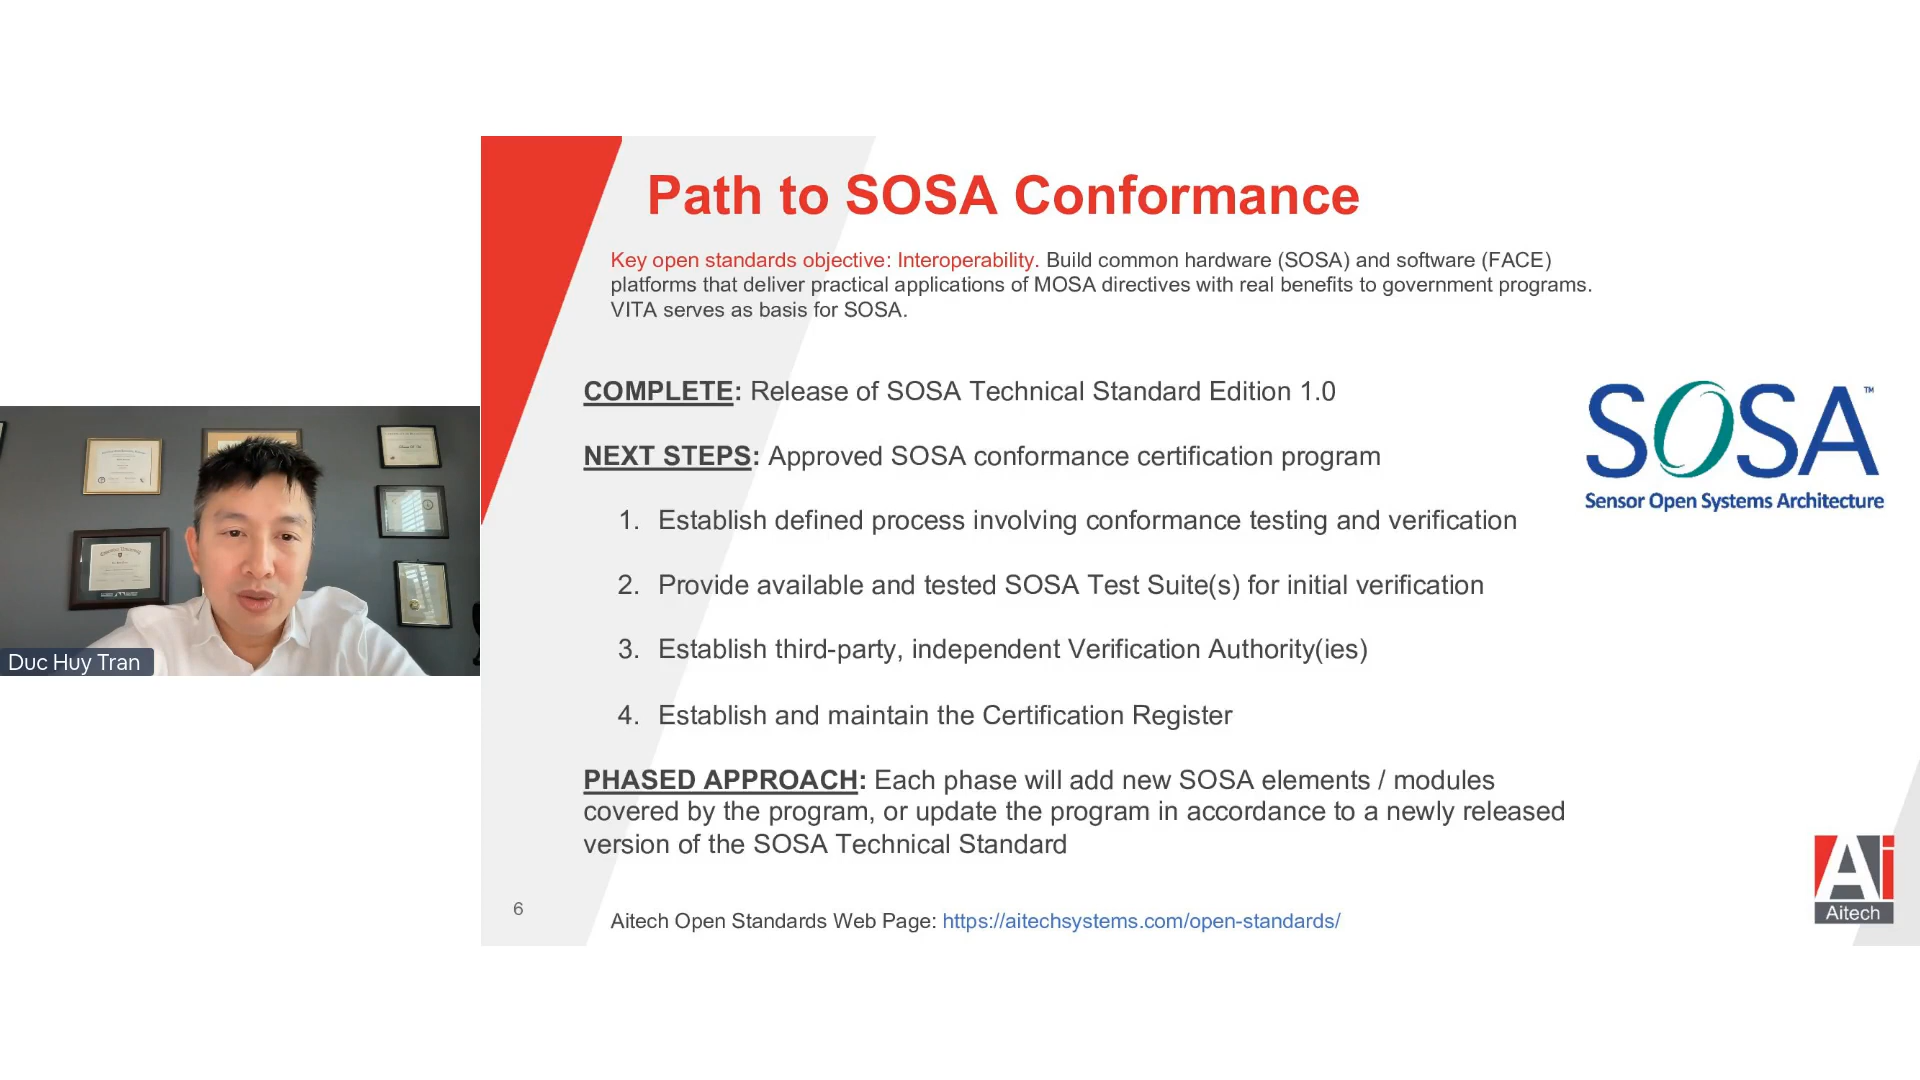 Path to SOSA Conformance
Key open standards objective: Interoperability. Build common hardware (SOSA) and software (FACE)
platforms that deliver practical applications of MOSA directives with real benefits to government programs.
VITA serves as basis for SOSA.
COMPLETE: Release of SOSA Technical Standard Edition 1.0
NEXT STEPS: Approved SOSA conformance certification program
1. Establish defined process involving conformance testing and verification
2. Provide available and tested SOSA Test Suite(s) for initial verification
3. Establish third-party, independent Verification Authority(ies)
4. Establish and maintain the Certification Register
PHASED APPROACH: Each phase will add new SOSA elements / modules
covered by the program, or update the program in accordance to a newly released
version of the SOSA Technical Standard
6
Aitech Open Standards Web Page: https://aitechsystems.com/open-standards/
SOSA™
Sensor Open Systems Architecture
Ai
Aitech
Duc Huy Tran